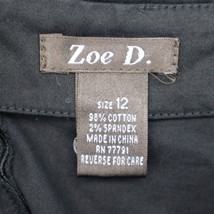 Zoe D.
SIZE 12
98% COTTON
2% SPANDEX
MADE IN CHINA
RN 77791
REVERSE FOR CARE